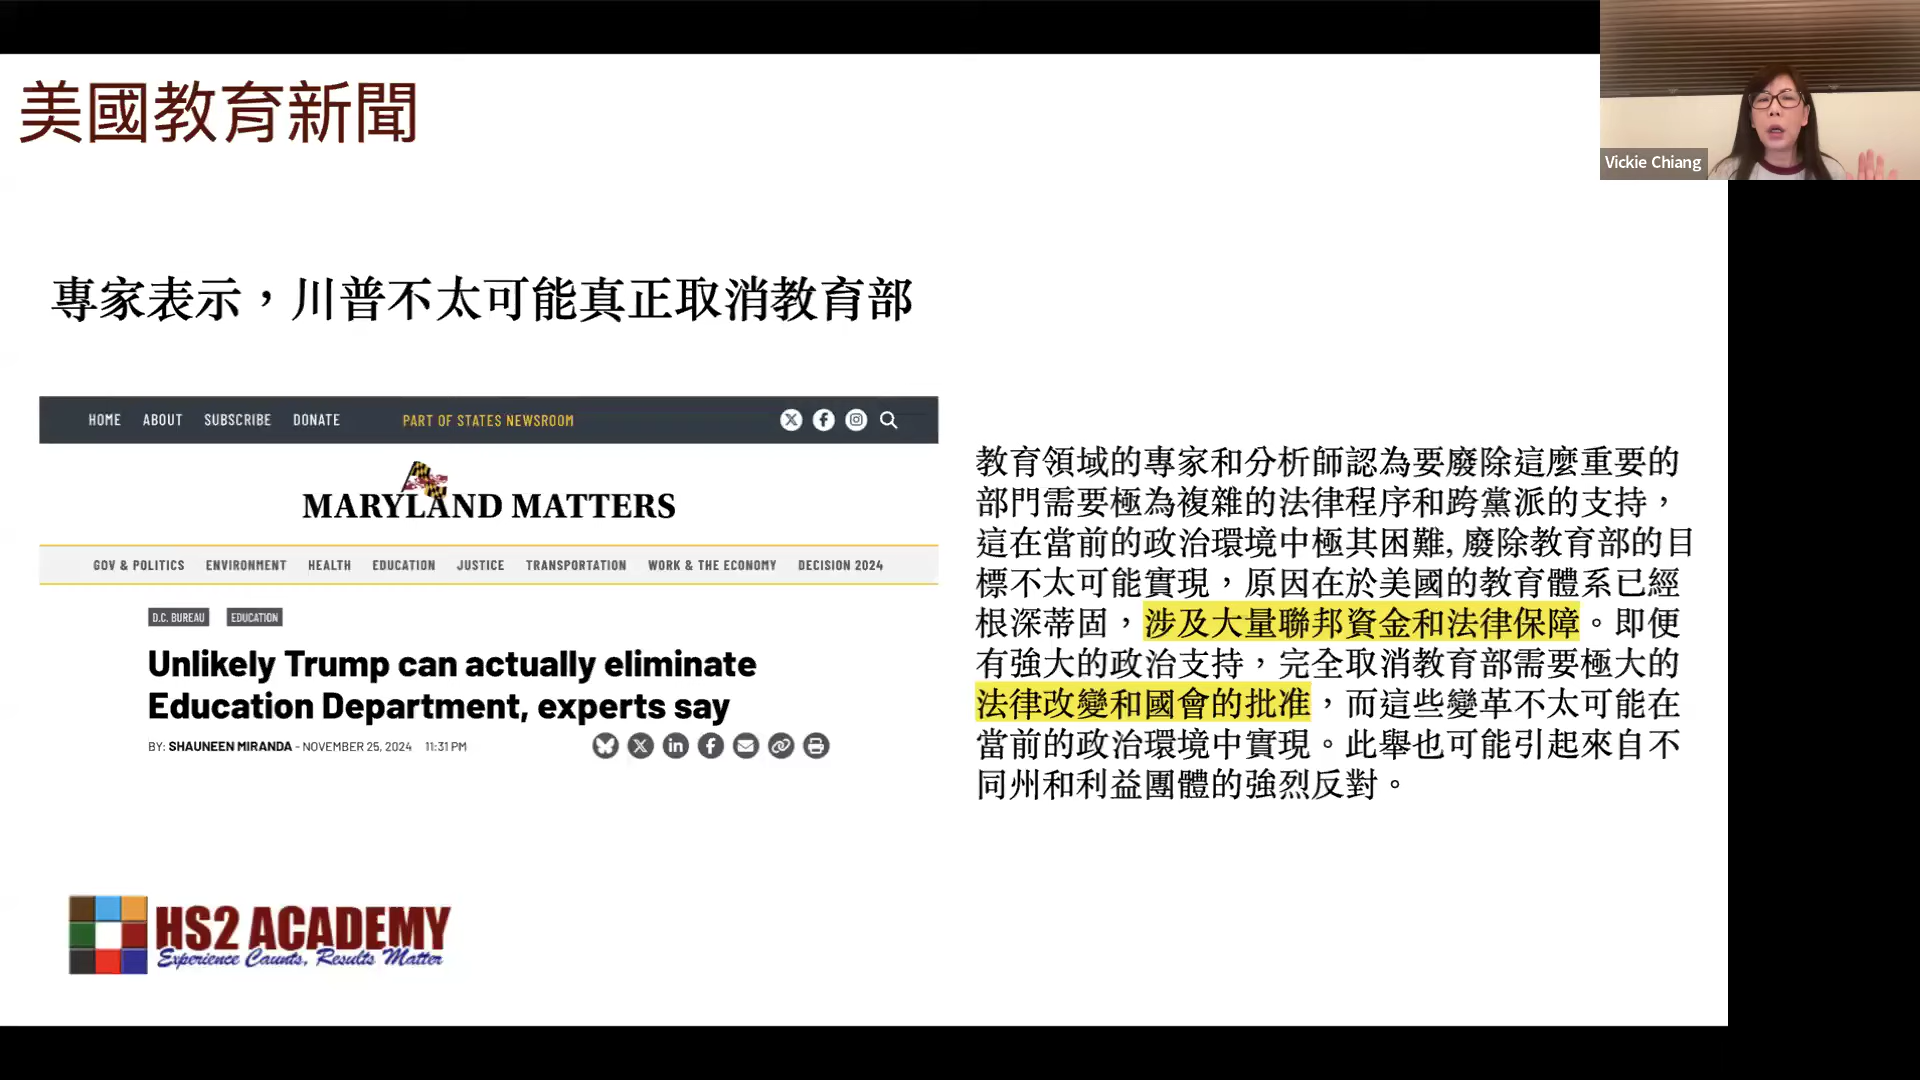 美國教育新聞
Vickie Chiang
專家表示，川普不太可能真正取消教育部
HOME ABOUT SUBSCRIBE DONATE PART OF STATES NEWSROOM
MARYLAND MATTERS
GOV & POLITICS ENVIRONMENT HEALTH EDUCATION JUSTICE TRANSPORTATION WORK & THE ECONOMY DECISION 2024
D.C. BUREAU EDUCATION
Unlikely Trump can actually eliminate
Education Department, experts say
BY: SHAUNEEN MIRANDA - NOVEMBER 25, 2024 11:31 PM
教育領域的專家和分析師認為要廢除這麼重要的
部門需要極為複雜的法律程序和跨黨派的支持，
這在當前的政治環境中極其困難, 廢除教育部的目
標不太可能實現，原因在於美國的教育體系已經
根深蒂固，涉及大量聯邦資金和法律保障。即便
有強大的政治支持，完全取消教育部需要極大的
法律改變和國會的批准，而這些變革不太可能在
當前的政治環境中實現。此舉也可能引起來自不
同州和利益團體的強烈反對。
HS2 ACADEMY
Experience Counts, Results Matter